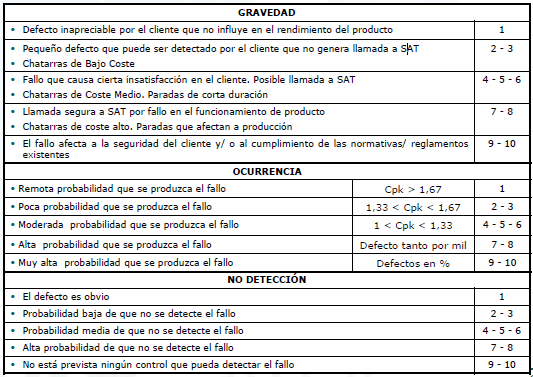 GRAVEDAD
• Defecto inapreciable por el cliente que no influye en el rendimiento del producto 1
• Pequeño defecto que puede ser detectado por el cliente que no genera llamada a SAT 2 - 3
• Chatarras de Bajo Coste
• Fallo que causa cierta insatisfacción en el cliente. Posible llamada a SAT 4 - 5 - 6
• Chatarras de Coste Medio. Paradas de corta duración
• Llamada segura a SAT por fallo en el funcionamiento de producto 7 - 8
• Chatarras de coste alto. Paradas que afectan a producción
• El fallo afecta a la seguridad del cliente y/ o al cumplimiento de las normativas/ reglamentos 9 - 10
existentes
OCURRENCIA
• Remota probabilidad que se produzca el fallo Cpk > 1,67 1
• Poca probabilidad que se produzca el fallo 1,33 < Cpk < 1,67 2 - 3
• Moderada probabilidad que se produzca el fallo 1 < Cpk < 1,33 4 - 5 - 6
• Alta probabilidad que se produzca el fallo Defecto tanto por mil 7 - 8
• Muy alta probabilidad que se produzca el fallo Defectos en % 9 - 10
NO DETECCIÓN
• El defecto es obvio 1
• Probabilidad baja de que no se detecte el fallo 2 - 3
• Probabilidad media de que no se detecte el fallo 4 - 5 - 6
• Alta probabilidad de que no se detecte el fallo 7 - 8
• No está prevista ningún control que pueda detectar el fallo 9 - 10